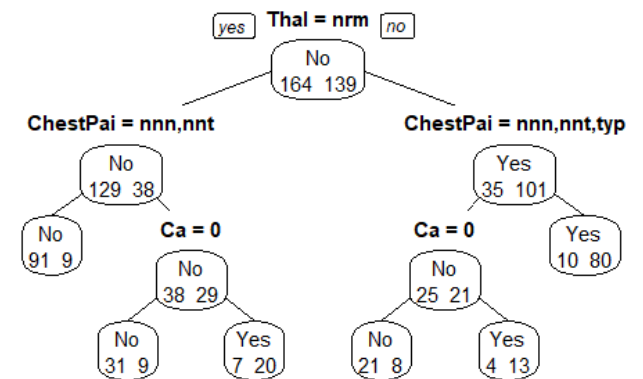 yes Thal = nrm no
No
164 139
ChestPai = nnn,nnt ChestPai = nnn,nnt,typ
No Yes
129 38 35 101
No Ca = 0 Ca = 0 Yes
91 9 10 80
No No
38 29 25 21
No Yes No Yes
31 9 7 20 21 8 4 13